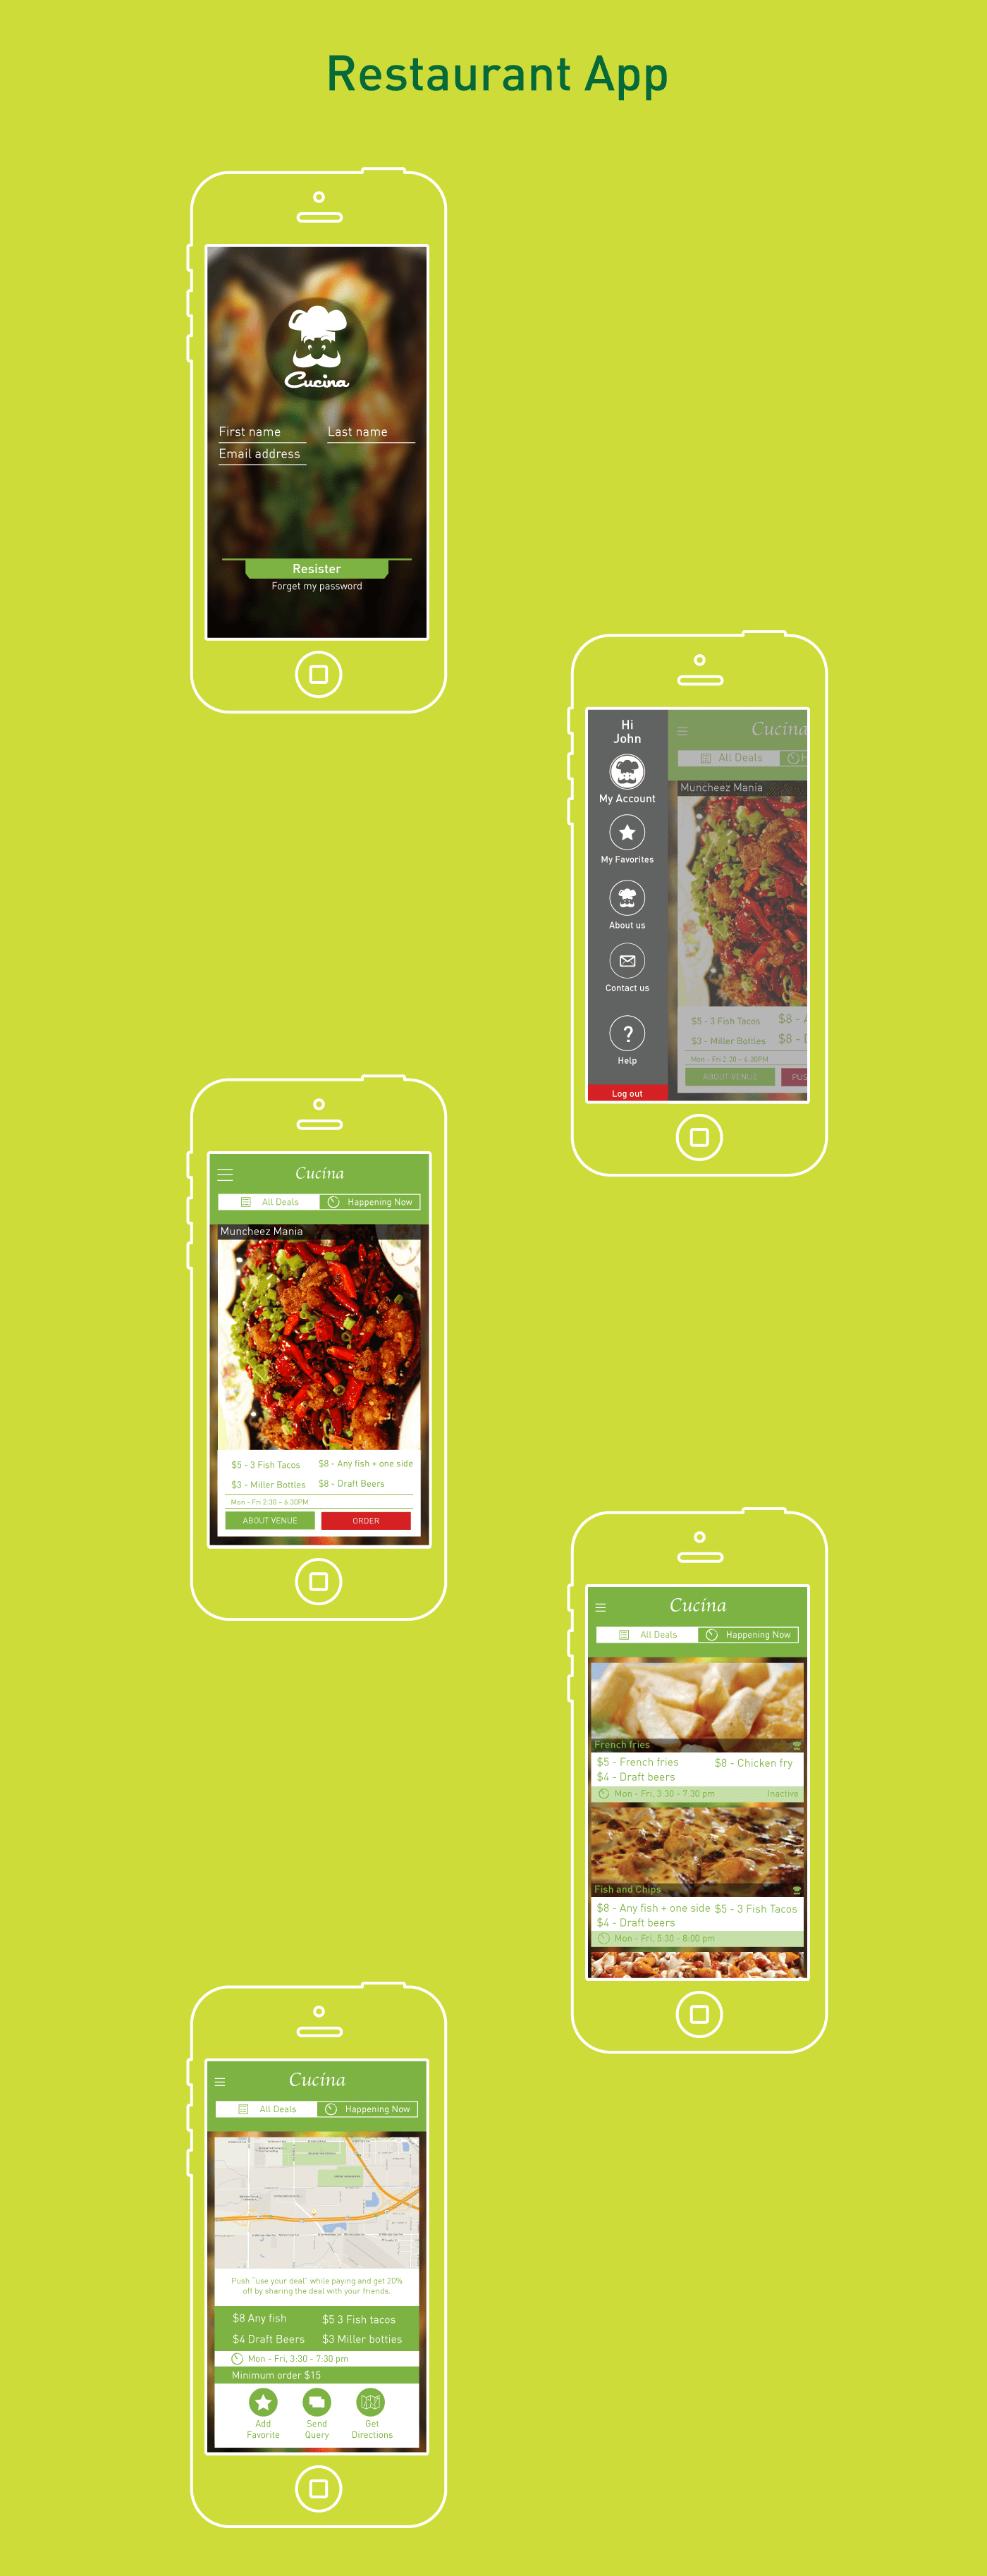 Restaurant App
Cucina
First name
Last name
Email address
Resister
Forget my password
Hi
John
My Account
My Favorites
About us
Contact us
Help
Log out
Cucina
All Deals
Muncheez Mania
$5 - 3 Fish Tacos
$8 -
$3 - Miller Bottles
$8 -
Mon - Fri 2:30 – 6:30PM
ABOUT VENUE
PUS
Cucina
All Deals
Happening Now
Muncheez Mania
$5 - 3 Fish Tacos
$8 - Any fish + one side
$3 - Miller Bottles
$8 - Draft Beers
Mon - Fri 2:30 – 6:30PM
ABOUT VENUE
ORDER
Cucina
All Deals
Happening Now
French fries
$5 - French fries
$8 - Chicken fry
$4 - Draft beers
Mon - Fri, 3:30 - 7:30 pm
Inactive
Fish and Chips
$8 - Any fish + one side
$5 - 3 Fish Tacos
$4 - Draft beers
Mon - Fri, 5:30 - 8:00 pm
Cucina
All Deals
Happening Now
Push "use your deal" while paying and get 20%
off by sharing the deal with your friends.
$8 Any fish
$5 3 Fish tacos
$4 Draft Beers
$3 Miller botties
Mon - Fri, 3:30 - 7:30 pm
Minimum order $15
Add
Favorite
Send
Query
Get
Directions